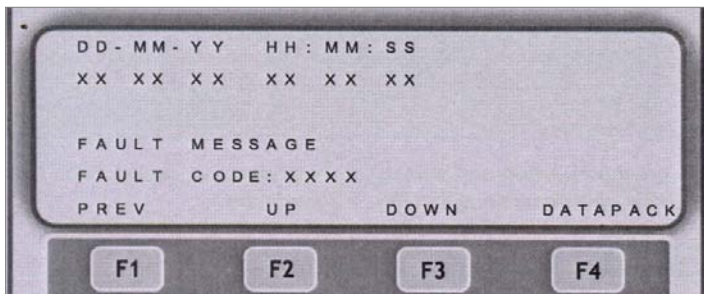 DD-MM-YY HH:MM:SS
XX XX XX XX XX XX
FAULT MESSAGE
FAULT CODE:XXXX
PREV UP DOWN DATAPACK
F1 F2 F3 F4